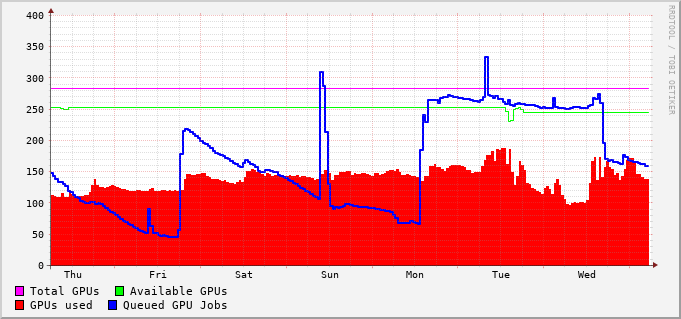 400
350
300
250
200
150
100
50
0
Thu Fri Sat Sun Mon Tue Wed
Total GPUs Available GPUs
GPUs used Queued GPU Jobs
RRDTOOL / TOBI OETIKER